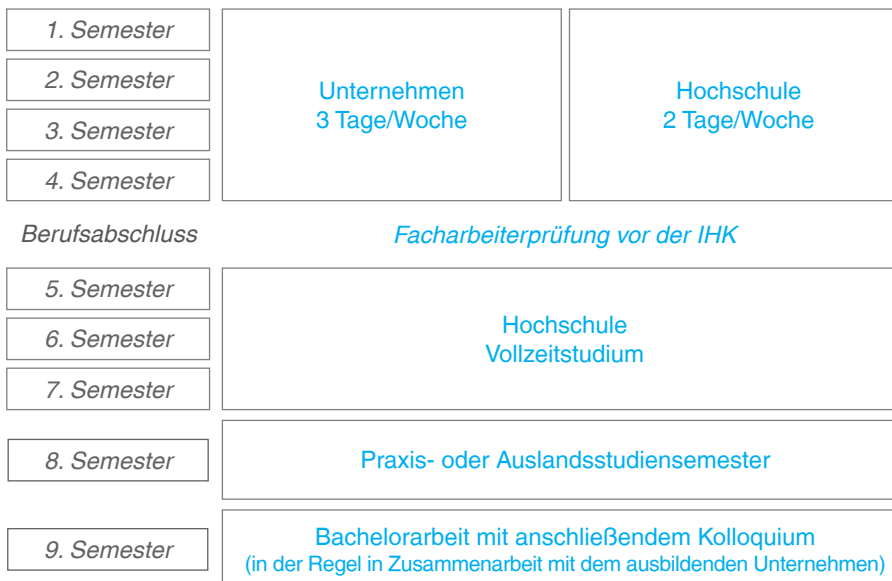 1. Semester
2. Semester
3. Semester
4. Semester
Unternehmen
3 Tage/Woche
Hochschule
2 Tage/Woche
Berufsabschluss
Facharbeiterprüfung vor der IHK
5. Semester
6. Semester
7. Semester
Hochschule
Vollzeitstudium
8. Semester
Praxis- oder Auslandsstudiensemester
9. Semester
Bachelorarbeit mit anschließendem Kolloquium
(in der Regel in Zusammenarbeit mit dem ausbildenden Unternehmen)